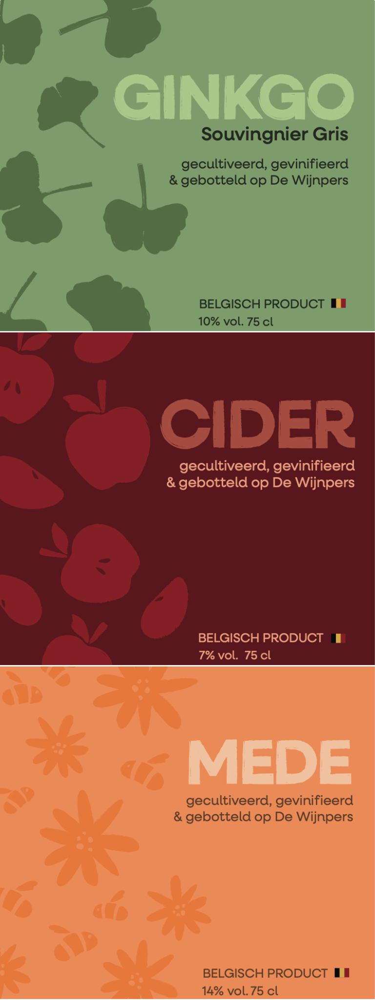 GINKGO
Souvingnier Gris
gecultiveerd, gevinifieerd
& gebotteld op De Wijnpers
BELGISCH PRODUCT
10% vol. 75 cl
CIDER
gecultiveerd, gevinifieerd
& gebotteld op De Wijnpers
BELGISCH PRODUCT
7% vol. 75 cl
MEDE
gecultiveerd, gevinifieerd
& gebotteld op De Wijnpers
BELGISCH PRODUCT
14% vol. 75 cl